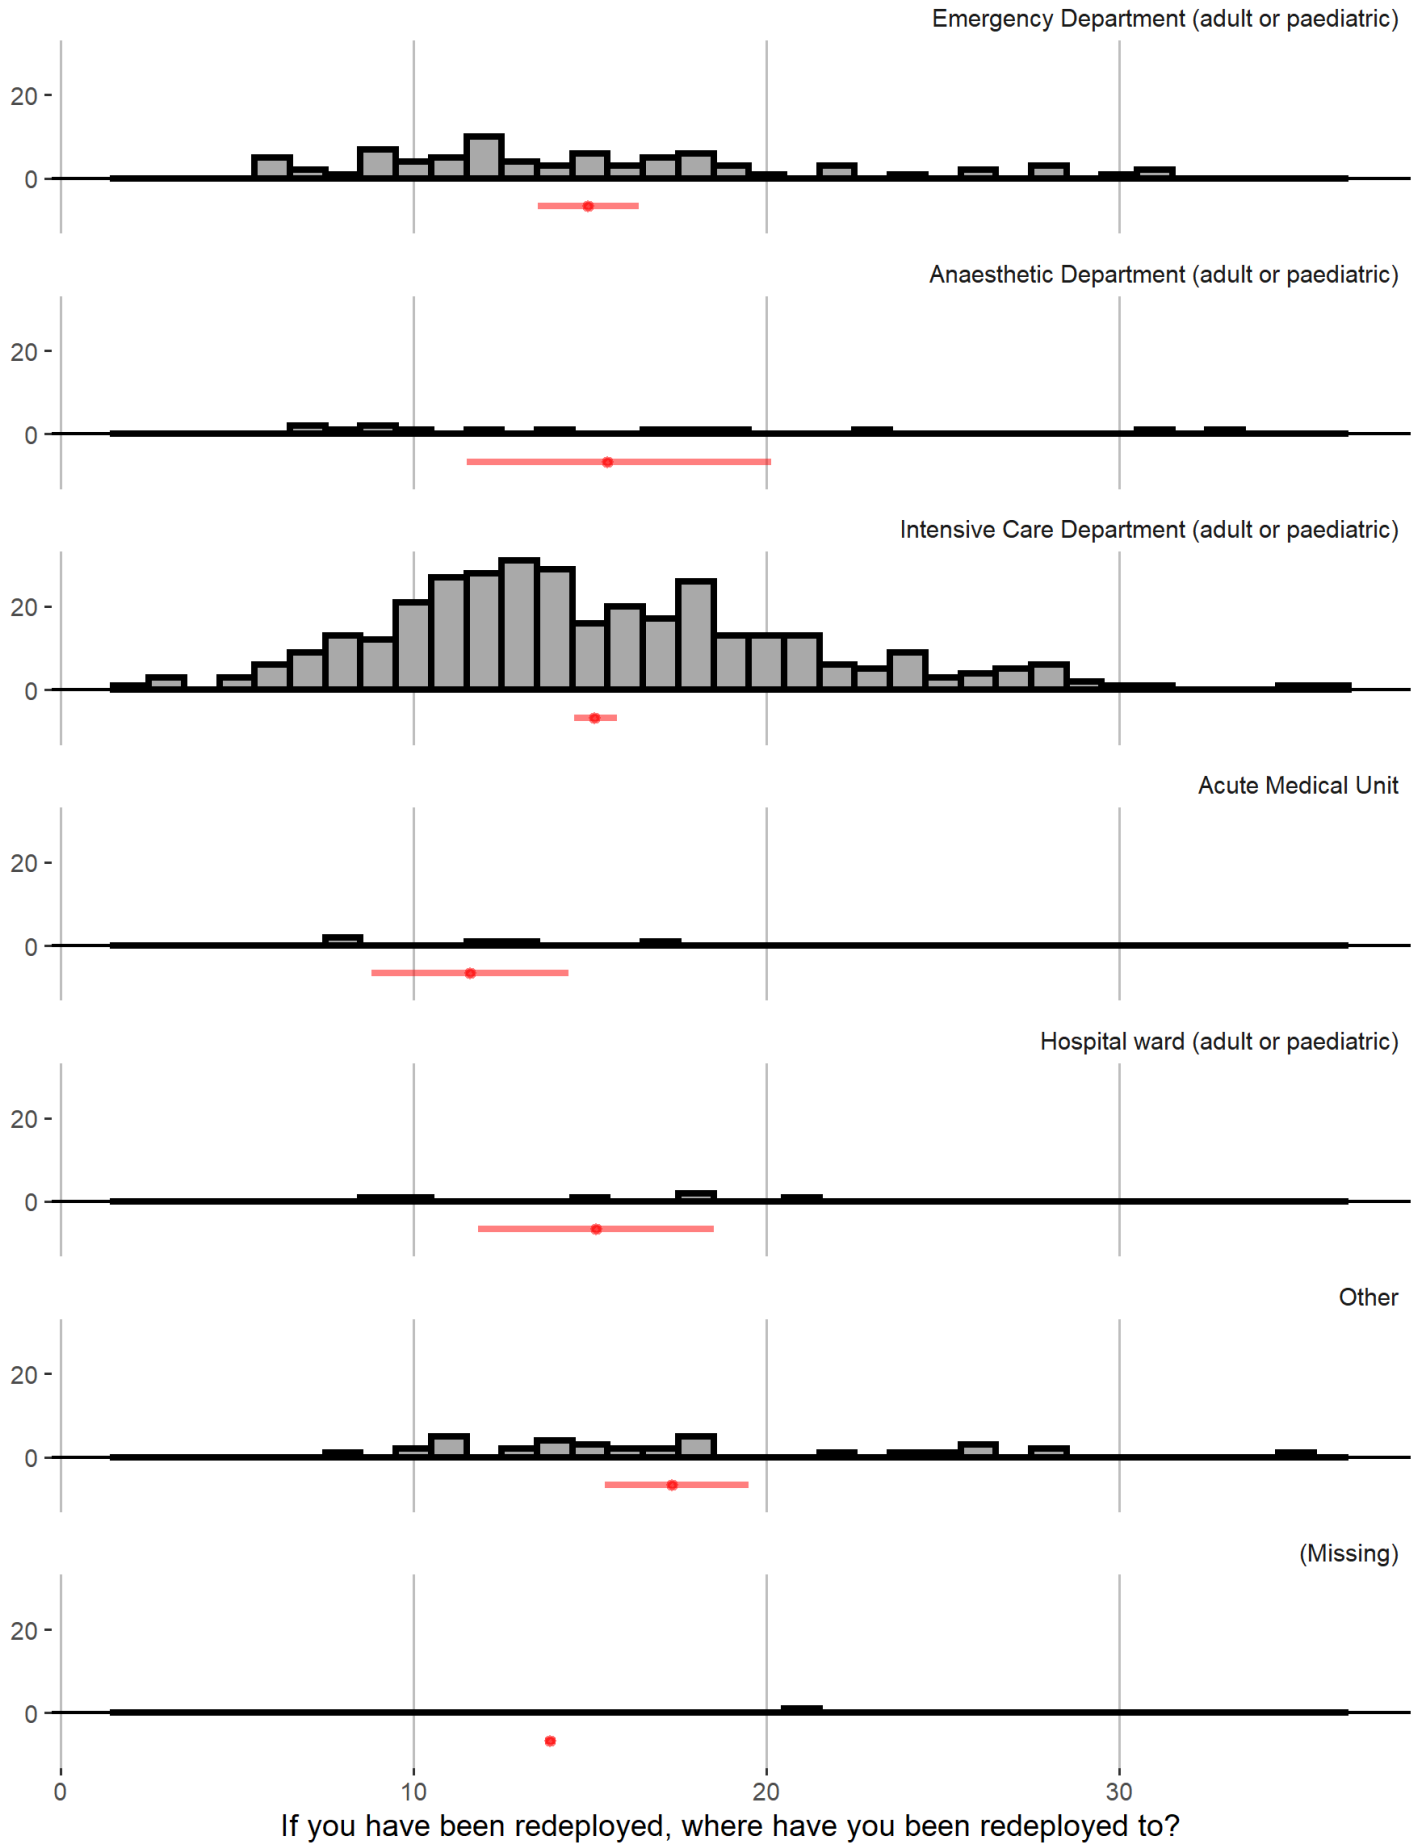 Emergency Department (adult or paediatric)
20
0
Anaesthetic Department (adult or paediatric)
20
0
Intensive Care Department (adult or paediatric)
20
0
Acute Medical Unit
20
0
Hospital ward (adult or paediatric)
20
0
Other
20
0
(Missing)
20
0
0 10 20 30
If you have been redeployed, where have you been redeployed to?